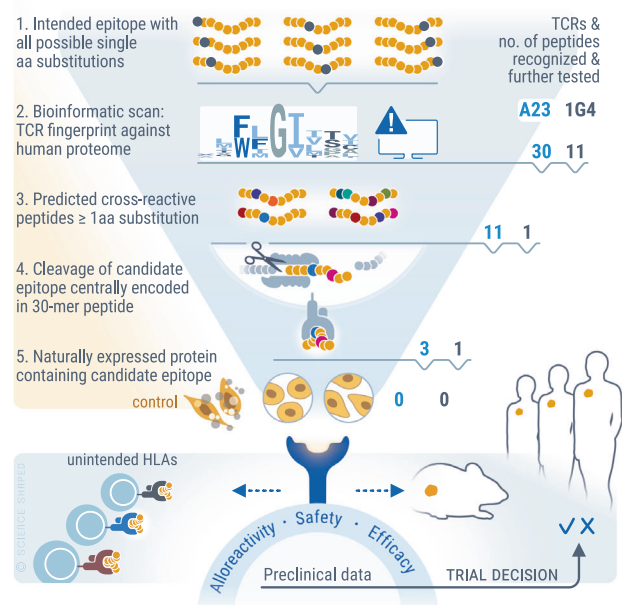 1. Intended epitope with
all possible single
aa substitutions
TCRs &
no. of peptides
recognized &
further tested
A23 1G4
2. Bioinformatic scan:
TCR fingerprint against
human proteome
30 11
3. Predicted cross-reactive
peptides ≥ 1aa substitution
11 1
4. Cleavage of candidate
epitope centrally encoded
in 30-mer peptide
3 1
5. Naturally expressed protein
containing candidate epitope
control
0 0
unintended HLAs
© SCIENCE SHAPED
Alloreactivity · Safety · Efficacy
Preclinical data
TRIAL DECISION